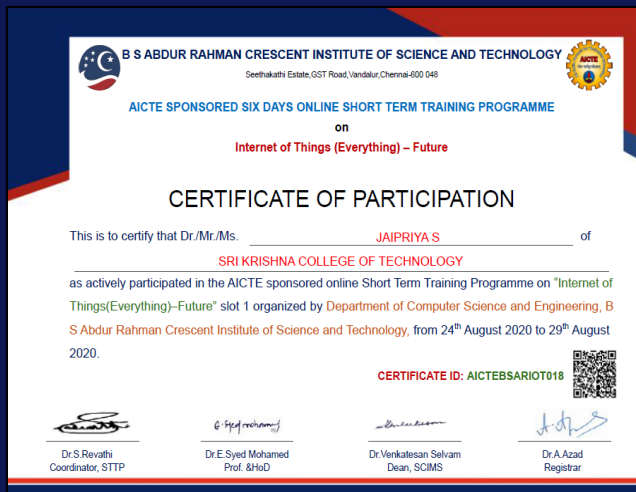 B S ABDUR RAHMAN CRESCENT INSTITUTE OF SCIENCE AND TECHNOLOGY
Seethakathi Estate,GST Road,Vandalur,Chennai-600 048
AICTE
AICTE SPONSORED SIX DAYS ONLINE SHORT TERM TRAINING PROGRAMME
on
Internet of Things (Everything) – Future
CERTIFICATE OF PARTICIPATION
This is to certify that Dr./Mr./Ms. JAIPRIYA S of
SRI KRISHNA COLLEGE OF TECHNOLOGY
as actively participated in the AICTE sponsored online Short Term Training Programme on "Internet of
Things(Everything)–Future" slot 1 organized by Department of Computer Science and Engineering, B
S Abdur Rahman Crescent Institute of Science and Technology, from 24th August 2020 to 29th August
2020.
CERTIFICATE ID: AICTEBSARIOT018
Dr.S.Revathi Dr.E.Syed Mohamed Dr.Venkatesan Selvam Dr.A.Azad
Coordinator, STTP Prof. &HoD Dean, SCIMS Registrar